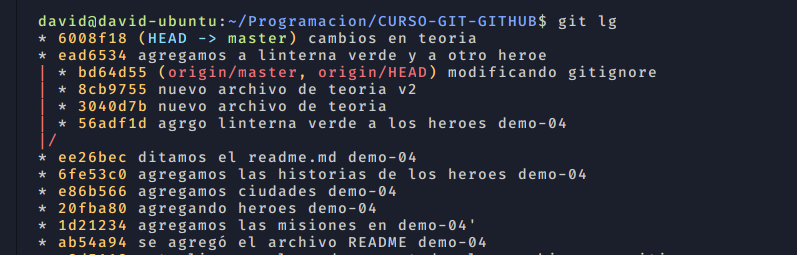 david@david-ubuntu:~/Programacion/CURSO-GIT-GITHUB$ git lg
* 6008f18 (HEAD -> master) cambios en teoria
* ead6534 agregamos a linterna verde y a otro heroe
| * bd64d55 (origin/master, origin/HEAD) modificando gitignore
| * 8cb9755 nuevo archivo de teoria v2
| * 3040d7b nuevo archivo de teoria
| * 56adf1d agrgo linterna verde a los heroes demo-04
|/
* ee26bec ditamos el readme.md demo-04
* 6fe53c0 agregamos las historias de los heroes demo-04
* e86b566 agregamos ciudades demo-04
* 20fba80 agregando heroes demo-04
* 1d21234 agregamos las misiones en demo-04'
* ab54a94 se agregó el archivo README demo-04